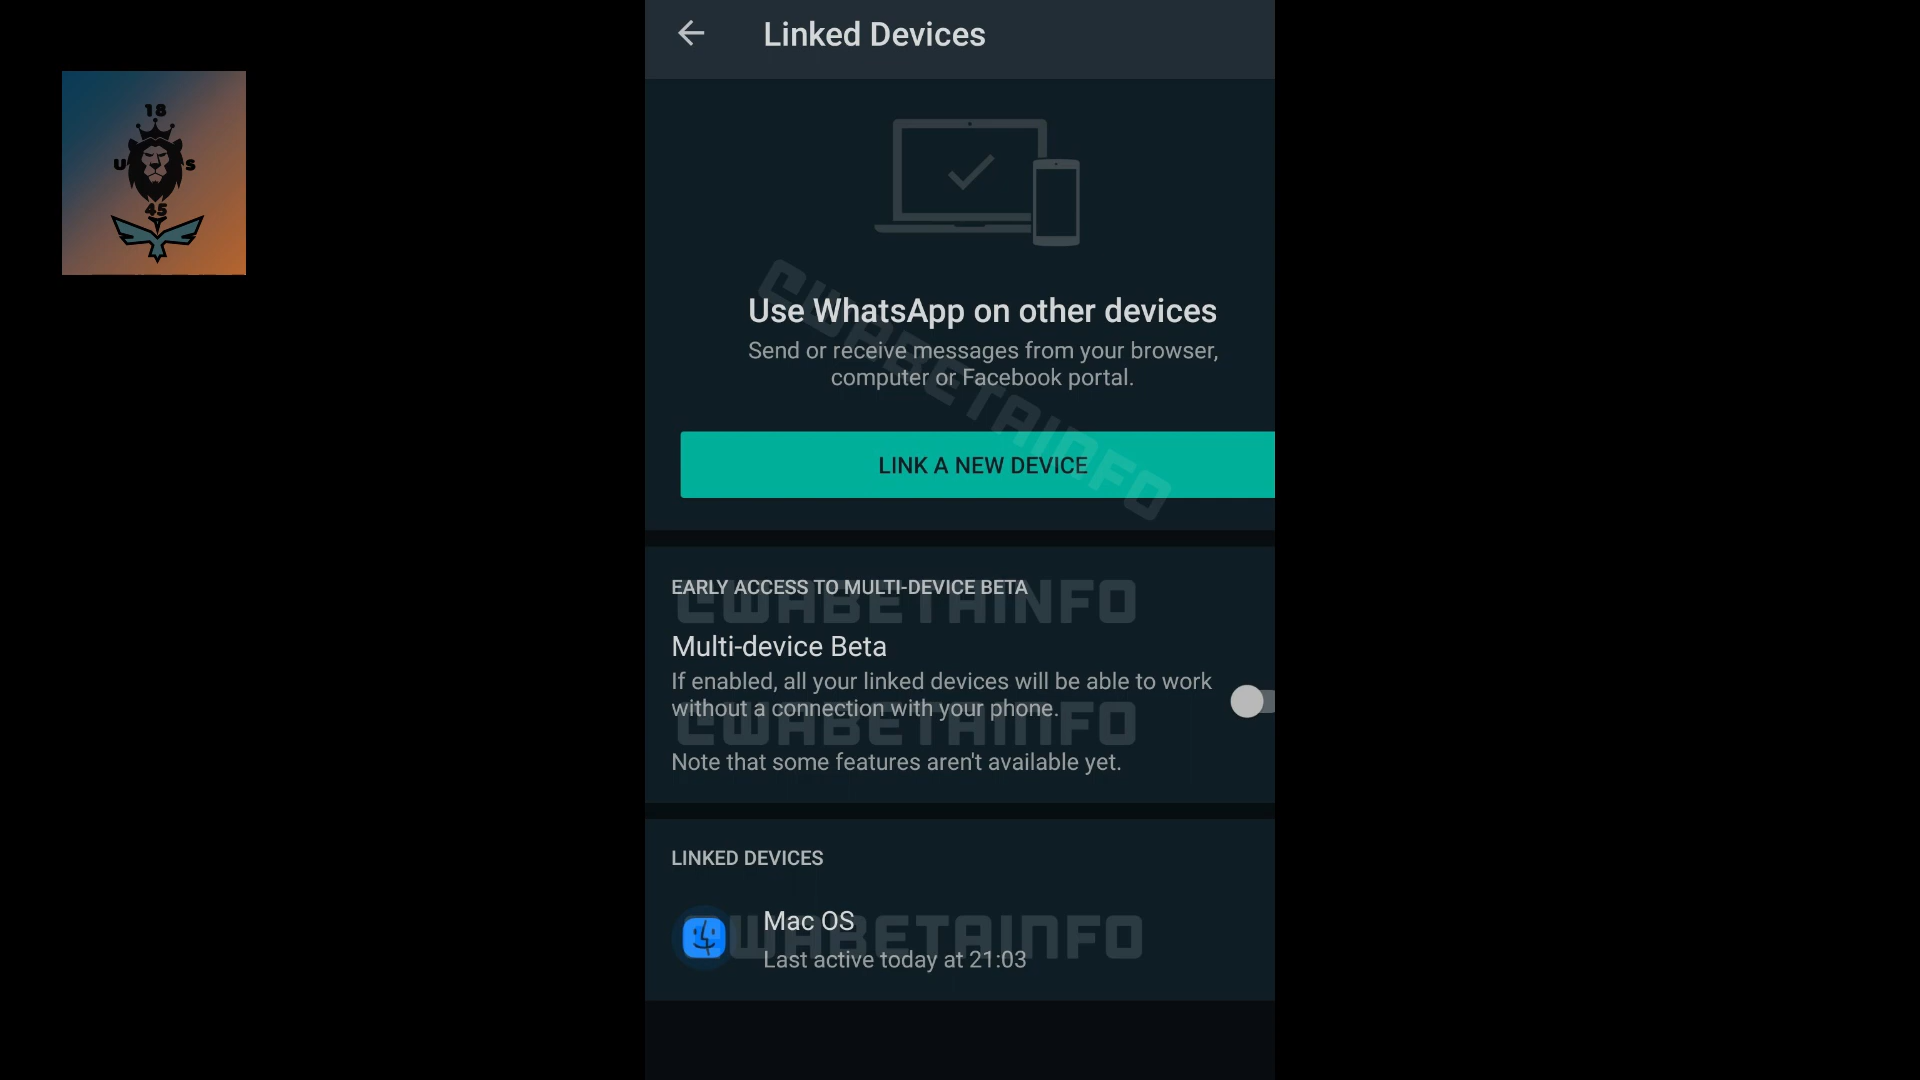 Linked Devices
18
U S
45
Use WhatsApp on other devices
Send or receive messages from your browser,
computer or Facebook portal.
CWABETAINFO
LINK A NEW DEVICE
EARLY ACCESS TO MULTI-DEVICE BETA
CWABETAINFO
Multi-device Beta
If enabled, all your linked devices will be able to work
without a connection with your phone.
CWABETAINFO
Note that some features aren't available yet.
LINKED DEVICES
Mac OS
WABETAINFO
Last active today at 21:03